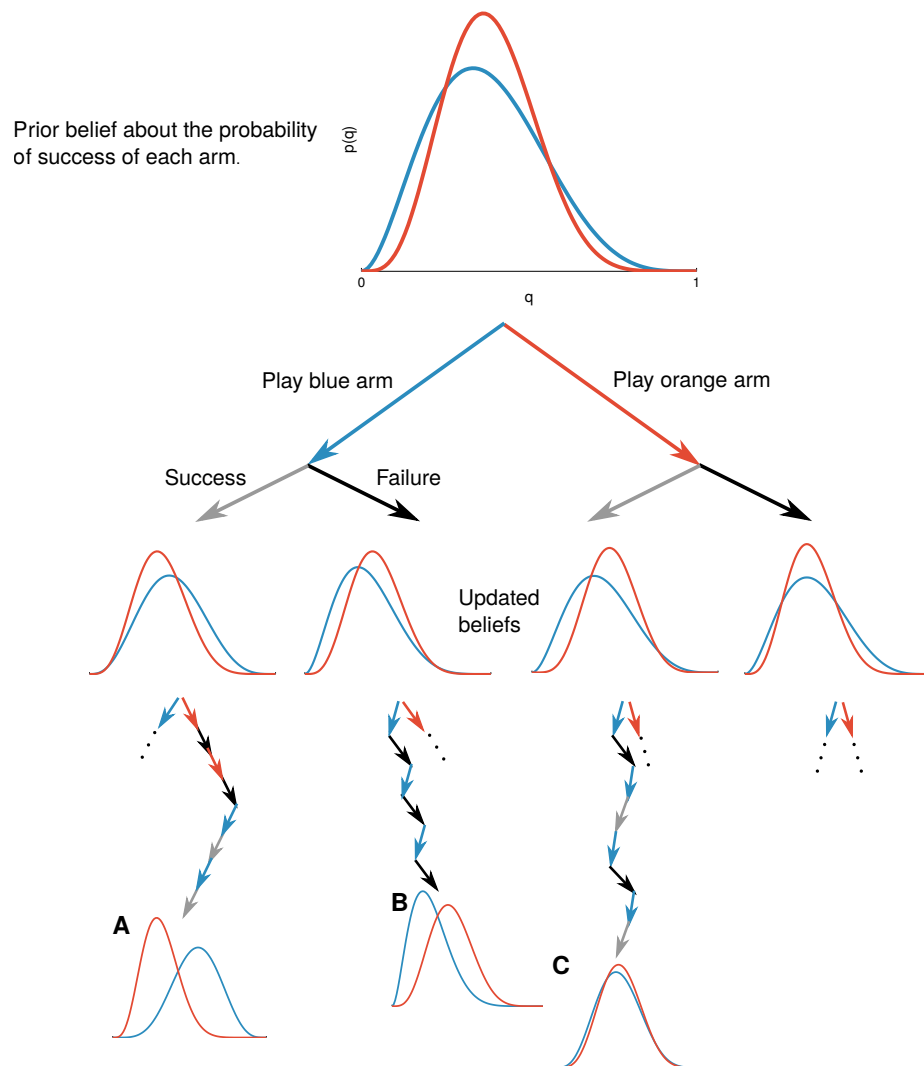 Prior belief about the probability
of success of each arm.
p(q)
0
1
q
Play blue arm
Play orange arm
Success
Failure
Updated
beliefs
A
B
C